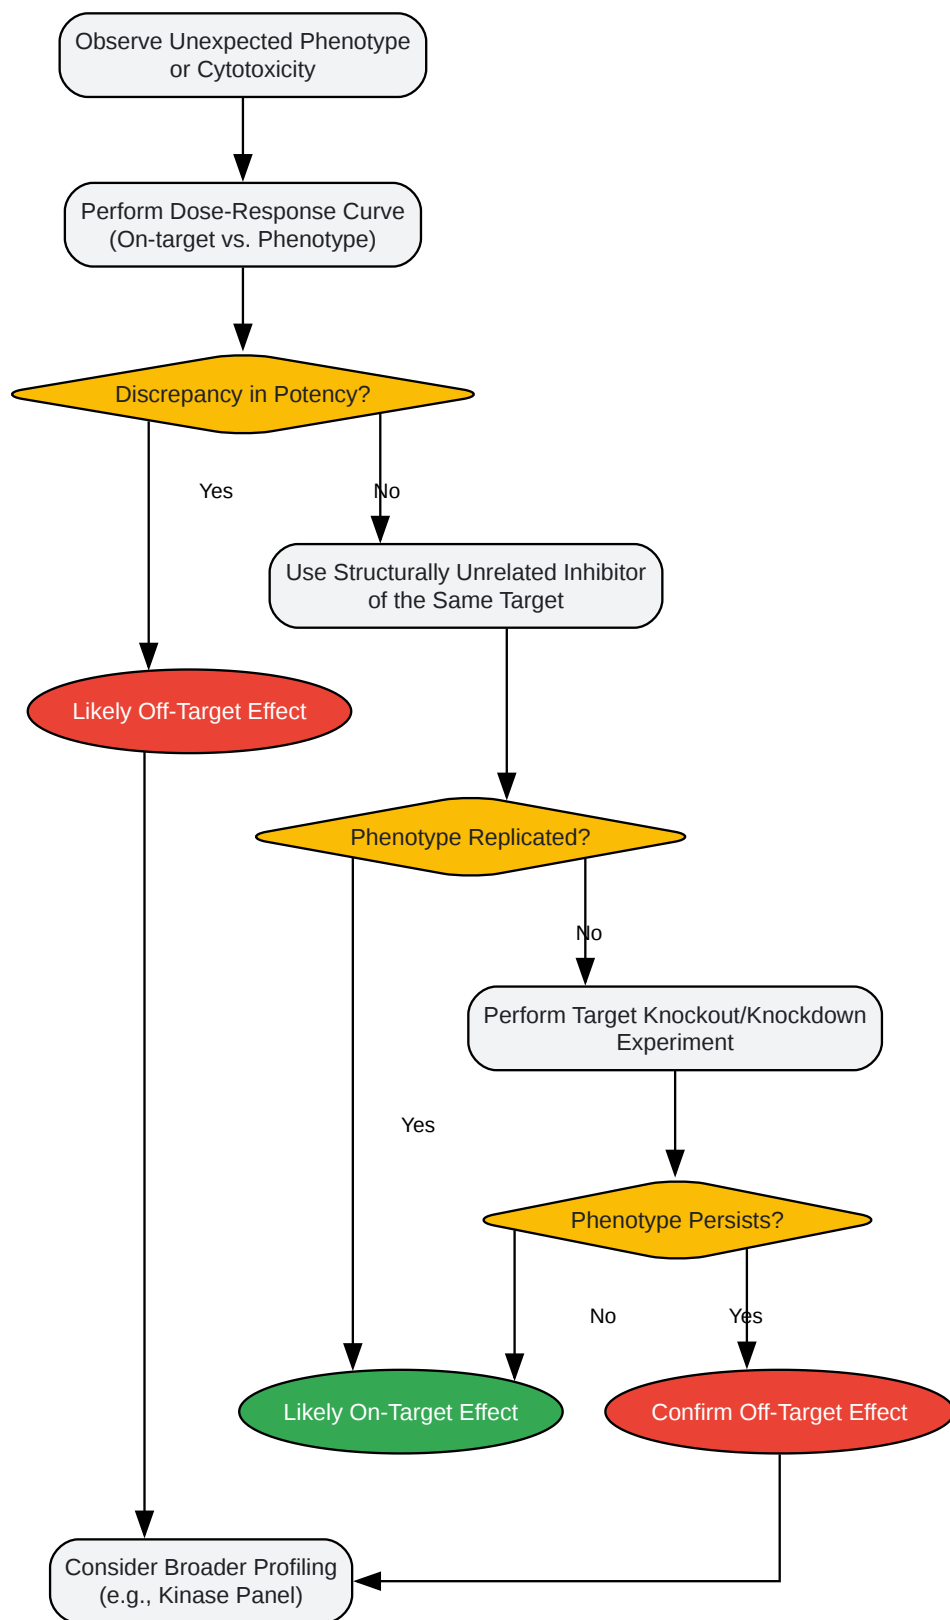 Observe Unexpected Phenotype
or Cytotoxicity
Perform Dose-Response Curve
(On-target vs. Phenotype)
Discrepancy in Potency?
Yes
No
Use Structurally Unrelated Inhibitor
of the Same Target
Likely Off-Target Effect
Phenotype Replicated?
No
Perform Target Knockout/Knockdown
Experiment
Yes
Phenotype Persists?
No
Yes
Likely On-Target Effect
Confirm Off-Target Effect
Consider Broader Profiling
(e.g., Kinase Panel)